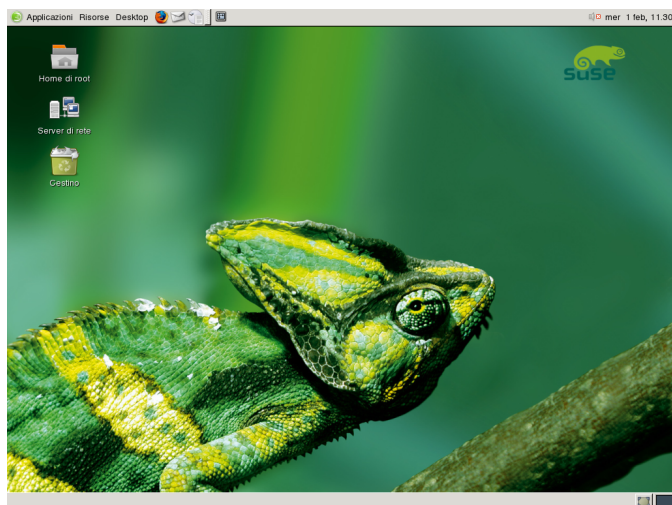 Applicazioni Risorse Desktop
mer 1 feb, 11.30
Home di root
SUSE
Server di rete
Cestino